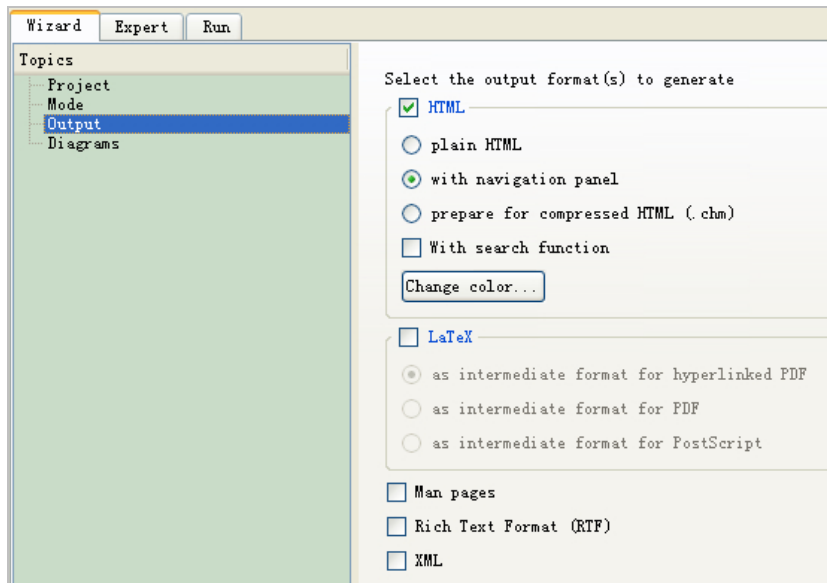 Wizard Expert Run
Topics
Project
Mode
Output
Diagrams
Select the output format(s) to generate
HTML
plain HTML
with navigation panel
prepare for compressed HTML (.chm)
With search function
Change color...
LaTeX
as intermediate format for hyperlinked PDF
as intermediate format for PDF
as intermediate format for PostScript
Man pages
Rich Text Format (RTF)
XML